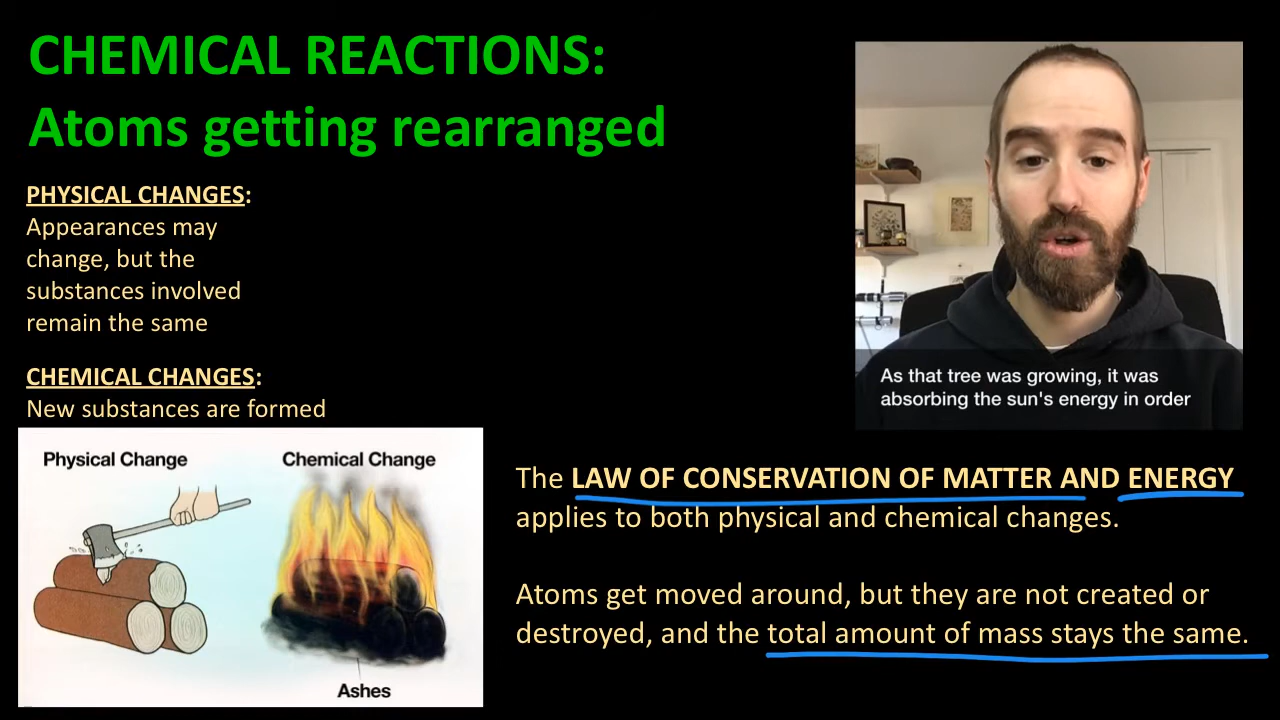 CHEMICAL REACTIONS:
Atoms getting rearranged
PHYSICAL CHANGES:
Appearances may
change, but the
substances involved
remain the same
CHEMICAL CHANGES:
New substances are formed
Physical Change
Chemical Change
Ashes
As that tree was growing, it was
absorbing the sun's energy in order
The LAW OF CONSERVATION OF MATTER AND ENERGY
applies to both physical and chemical changes.
Atoms get moved around, but they are not created or
destroyed, and the total amount of mass stays the same.